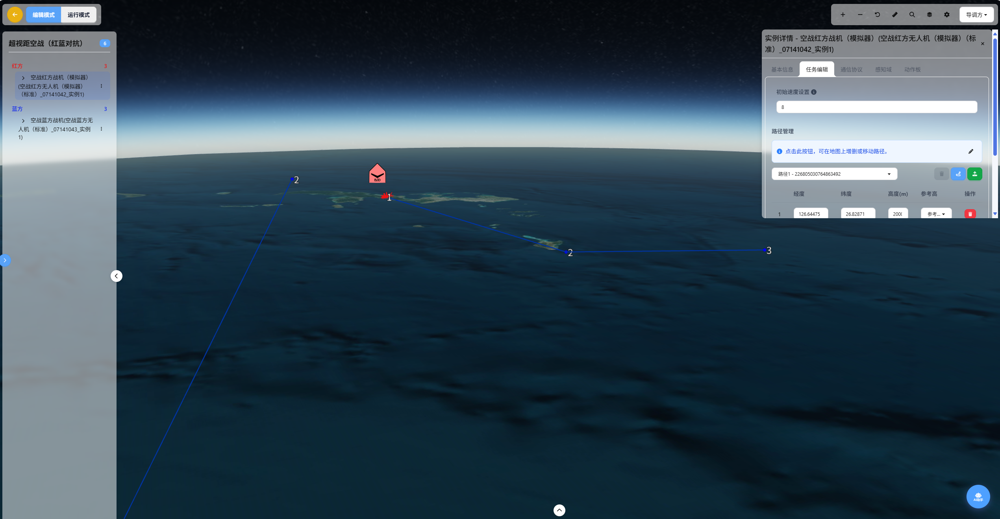 编辑模式
运行模式
导调方
超视距空战（红蓝对抗）
6
红方
3
空战红方战机（模拟器）
(空战红方无人机（模拟器）
（标准）_07141042_实例1)
蓝方
3
空战蓝方战机(空战蓝方无
人机（标准）_07141043_实例
1)
B/D
2
1
2
3
实例详情 - 空战红方战机（模拟器）(空战红方无人机（模拟器）（标
准）_07141042_实例1)
基本信息
任务编辑
通信协议
感知域
动作板
初始速度设置
8
路径管理
点击此按钮，可在地图上增删或移动路径。
路径1 - 226805030764863492
经度
纬度
高度(m)
参考高
操作
1
126.64475
26.82871
2000
参考...
AI助手